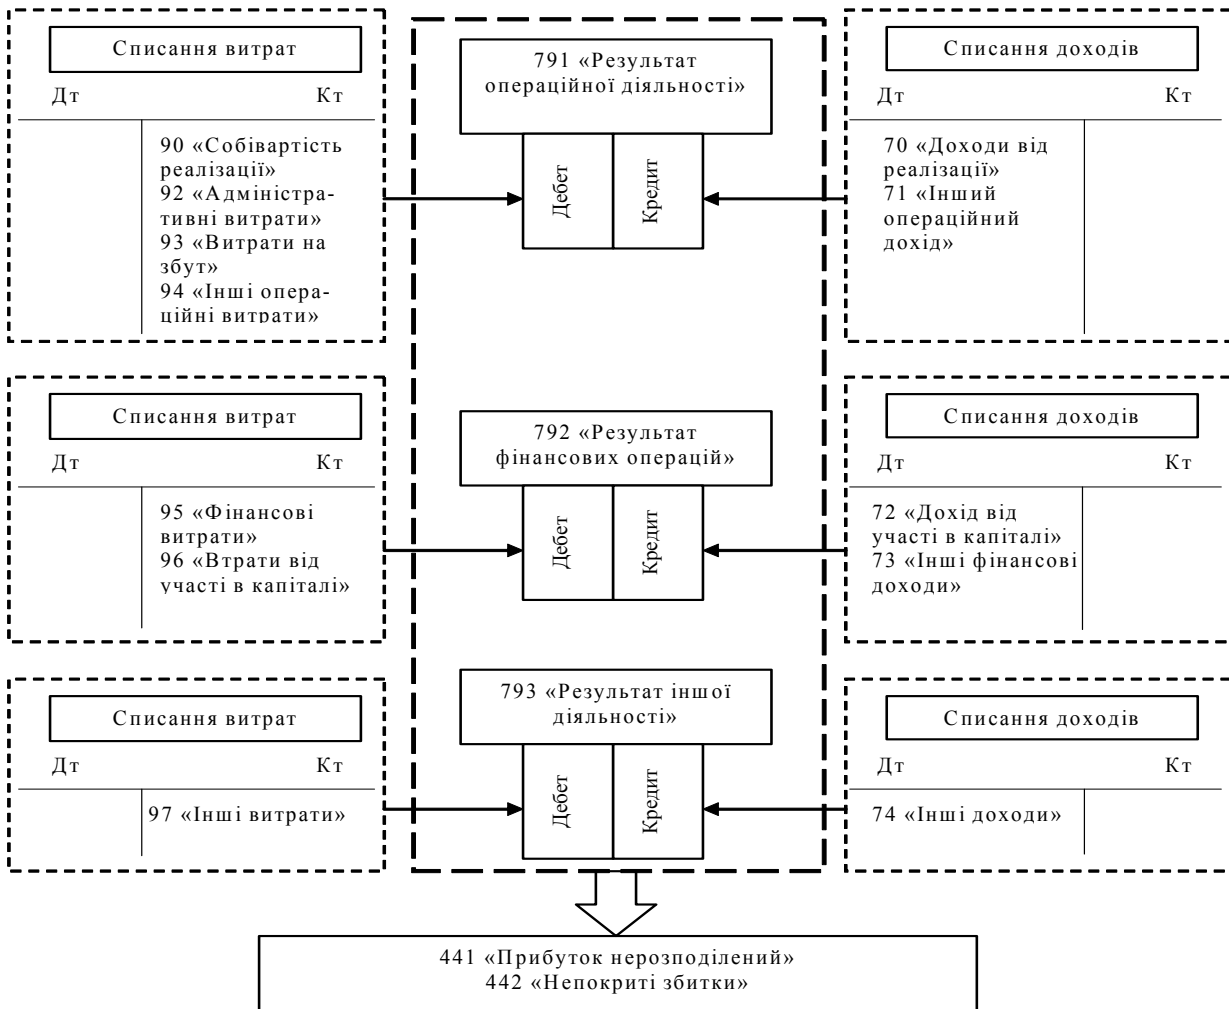 Списання витрат
Дт Кт
90 «Собівартість
реалізації»
92 «Адміністра-
тивні витрати»
93 «Витрати на
збут»
94 «Інші опера-
ційні витрати»
791 «Результат
операційної діяльності»
Дебет
Кредит
Списання доходів
Дт Кт
70 «Доходи від
реалізації»
71 «Інший
операційний
дохід»
Списання витрат
Дт Кт
95 «Фінансові
витрати»
96 «Втрати від
участі в капіталі»
792 «Результат
фінансових операцій»
Дебет
Кредит
Списання доходів
Дт Кт
72 «Дохід від
участі в капіталі»
73 «Інші фінансові
доходи»
Списання витрат
Дт Кт
97 «Інші витрати»
793 «Результат іншої
діяльності»
Дебет
Кредит
Списання доходів
Дт Кт
74 «Інші доходи»
441 «Прибуток нерозподілений»
442 «Непокриті збитки»